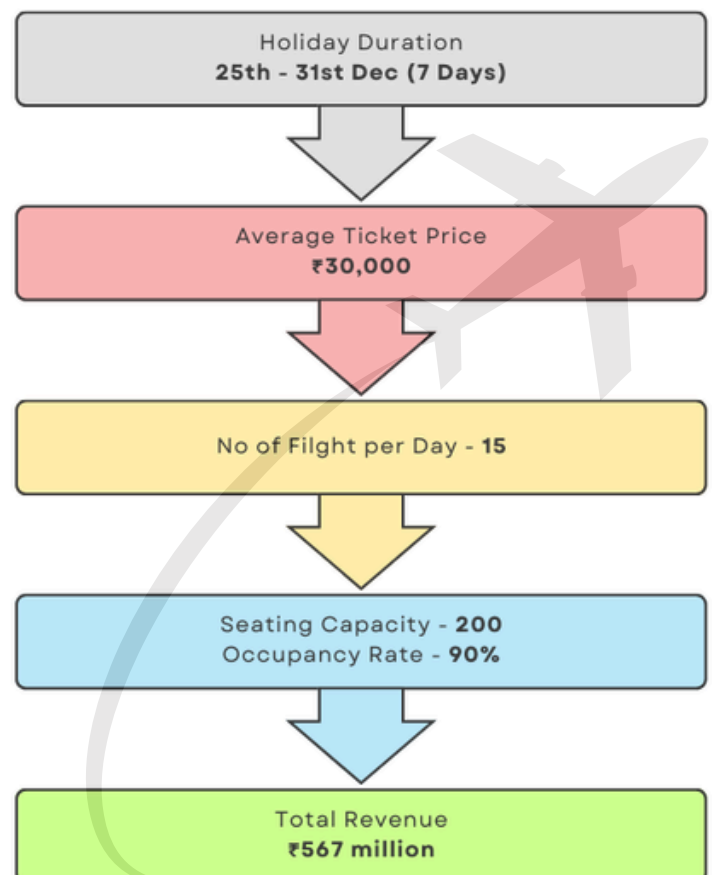 Holiday Duration
25th - 31st Dec (7 Days)
Average Ticket Price
₹30,000
No of Filght per Day - 15
Seating Capacity - 200
Occupancy Rate - 90%
Total Revenue
₹567 million